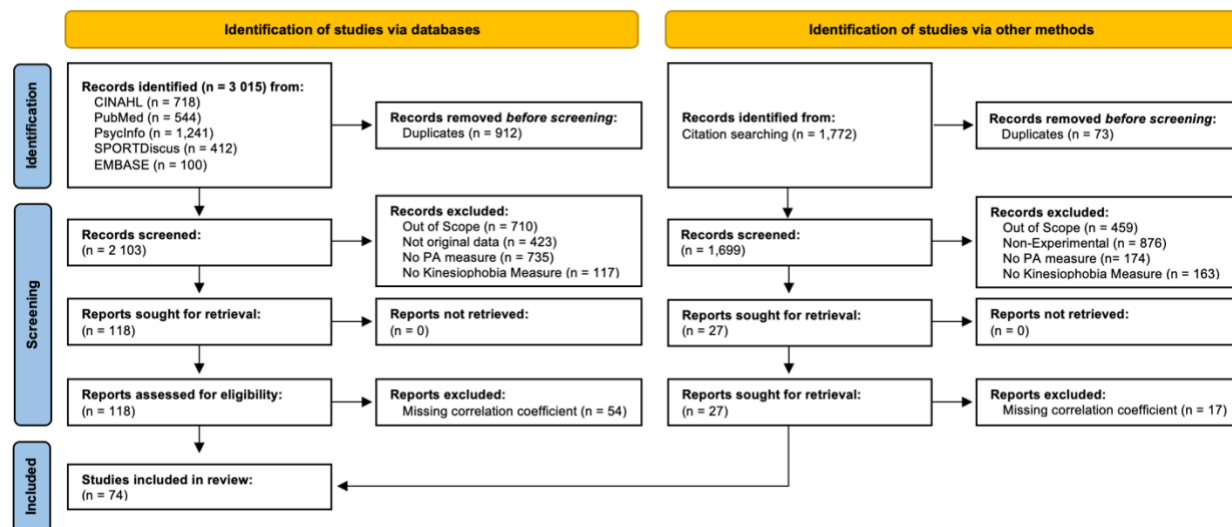 Identification of studies via databases
Identification of studies via other methods
Identification
Records identified (n = 3 015) from:
CINAHL (n = 718)
PubMed (n = 544)
PsycInfo (n = 1,241)
SPORTDiscus (n = 412)
EMBASE (n = 100)
Records removed before screening:
Duplicates (n = 912)
Records identified from:
Citation searching (n = 1,772)
Records removed before screening:
Duplicates (n = 73)
Screening
Records screened:
(n = 2 103)
Records excluded:
Out of Scope (n = 710)
Not original data (n = 423)
No PA measure (n = 735)
No Kinesiophobia Measure (n = 117)
Records screened:
(n = 1,699)
Records excluded:
Out of Scope (n = 459)
Non-Experimental (n = 876)
No PA measure (n= 174)
No Kinesiophobia Measure (n = 163)
Reports sought for retrieval:
(n = 118)
Reports not retrieved:
(n = 0)
Reports sought for retrieval:
(n = 27)
Reports not retrieved:
(n = 0)
Reports assessed for eligibility:
(n = 118)
Reports excluded:
Missing correlation coefficient (n = 54)
Reports sought for retrieval:
(n = 27)
Reports excluded:
Missing correlation coefficient (n = 17)
Included
Studies included in review:
(n = 74)